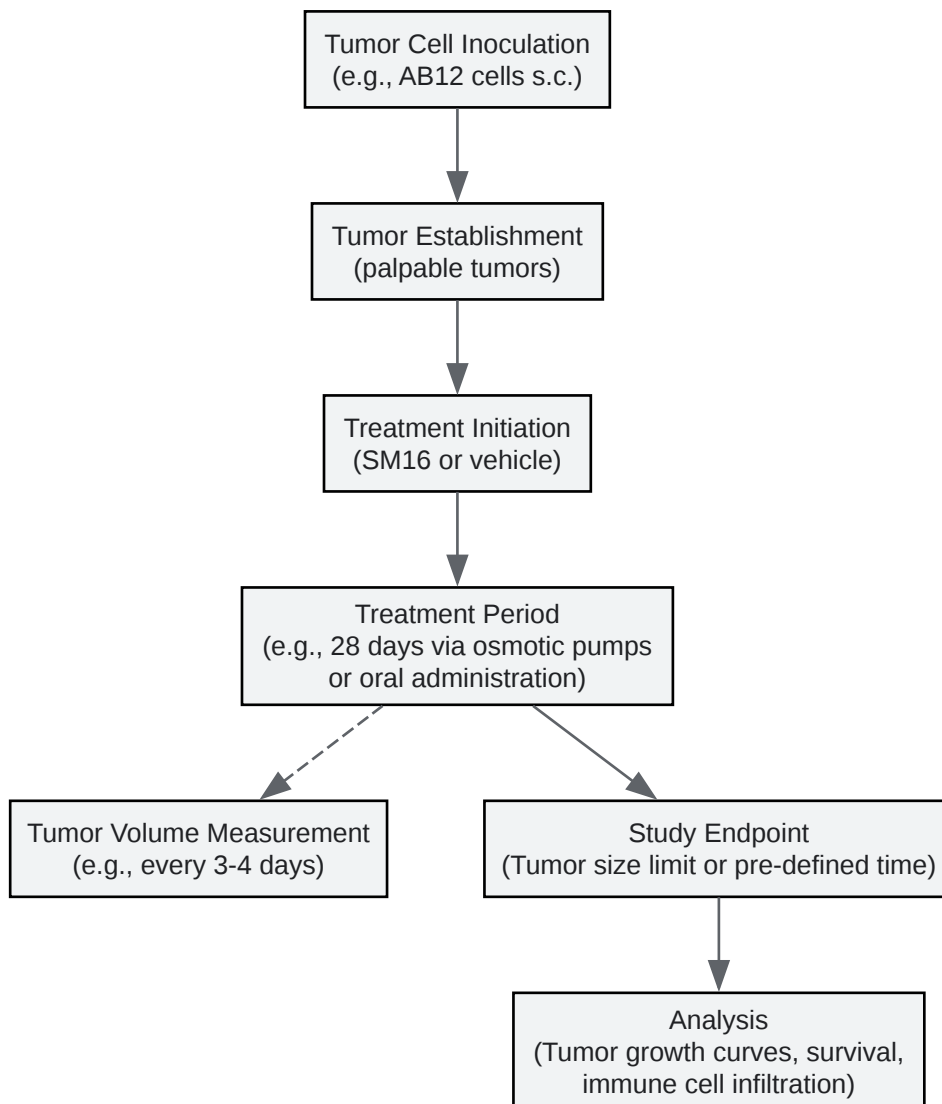 Tumor Cell Inoculation
(e.g., AB12 cells s.c.)
Tumor Establishment
(palpable tumors)
Treatment Initiation
(SM16 or vehicle)
Treatment Period
(e.g., 28 days via osmotic pumps
or oral administration)
Tumor Volume Measurement
(e.g., every 3-4 days)
Study Endpoint
(Tumor size limit or pre-defined time)
Analysis
(Tumor growth curves, survival,
immune cell infiltration)